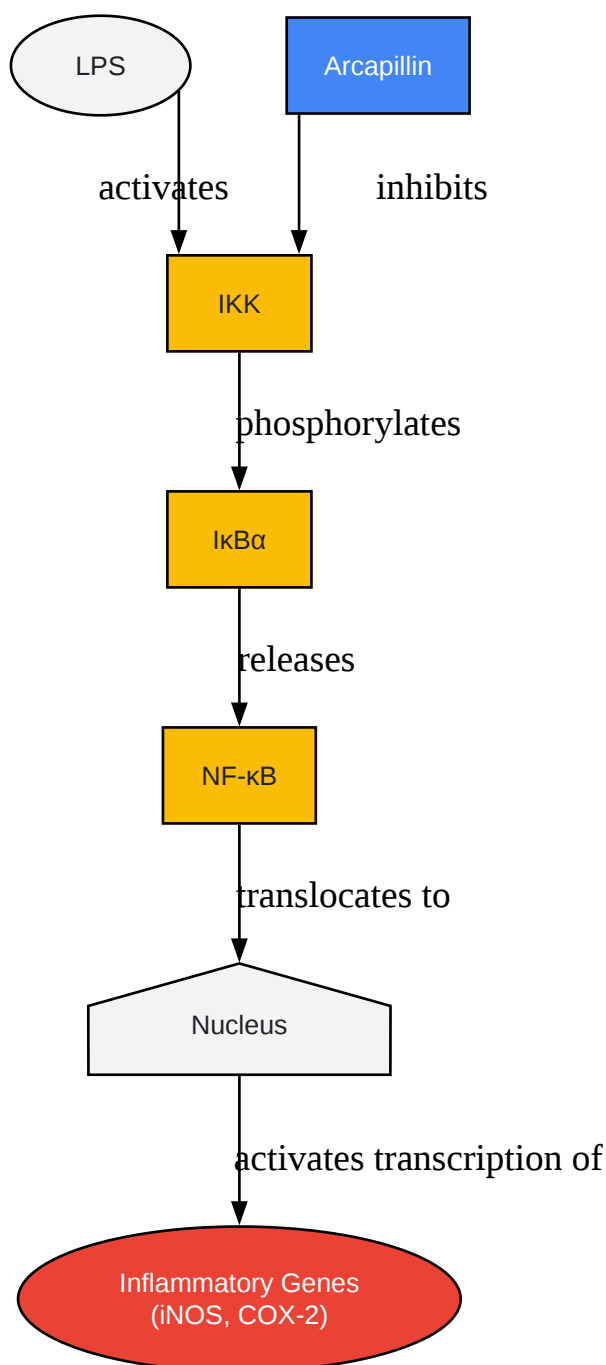 LPS
Arcapillin
activates
inhibits
IKK
phosphorylates
IκBα
releases
NF-κB
translocates to
Nucleus
activates transcription of
Inflammatory Genes
(iNOS, COX-2)